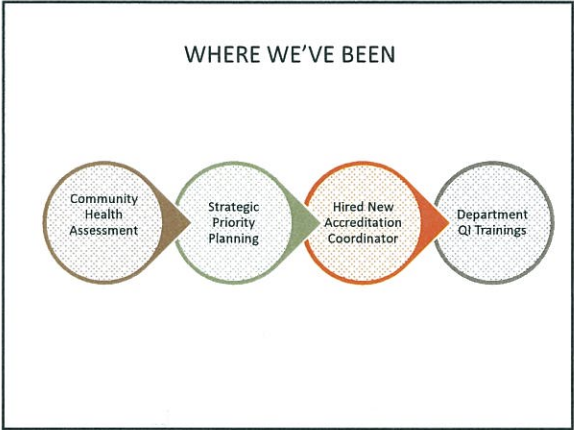 WHERE WE'VE BEEN
Community
Health
Assessment
Strategic
Priority
Planning
Hired New
Accreditation
Coordinator
Department
QI Trainings